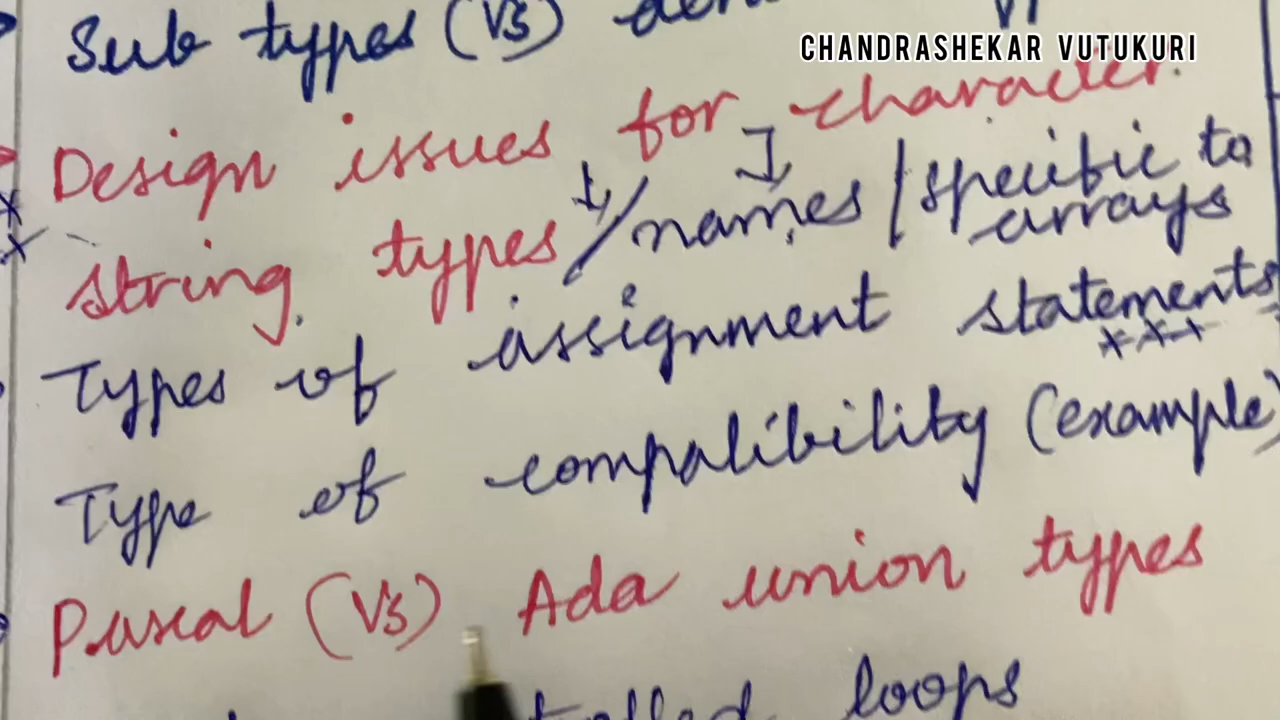 CHANDRASHEKAR VUTUKURI
Sub types (VS)
Design issues for character
string types / names / specific to arrays
Types of assignment statements
***
Type of compatibility (example)
Pascal (VS) Ada union types
loops